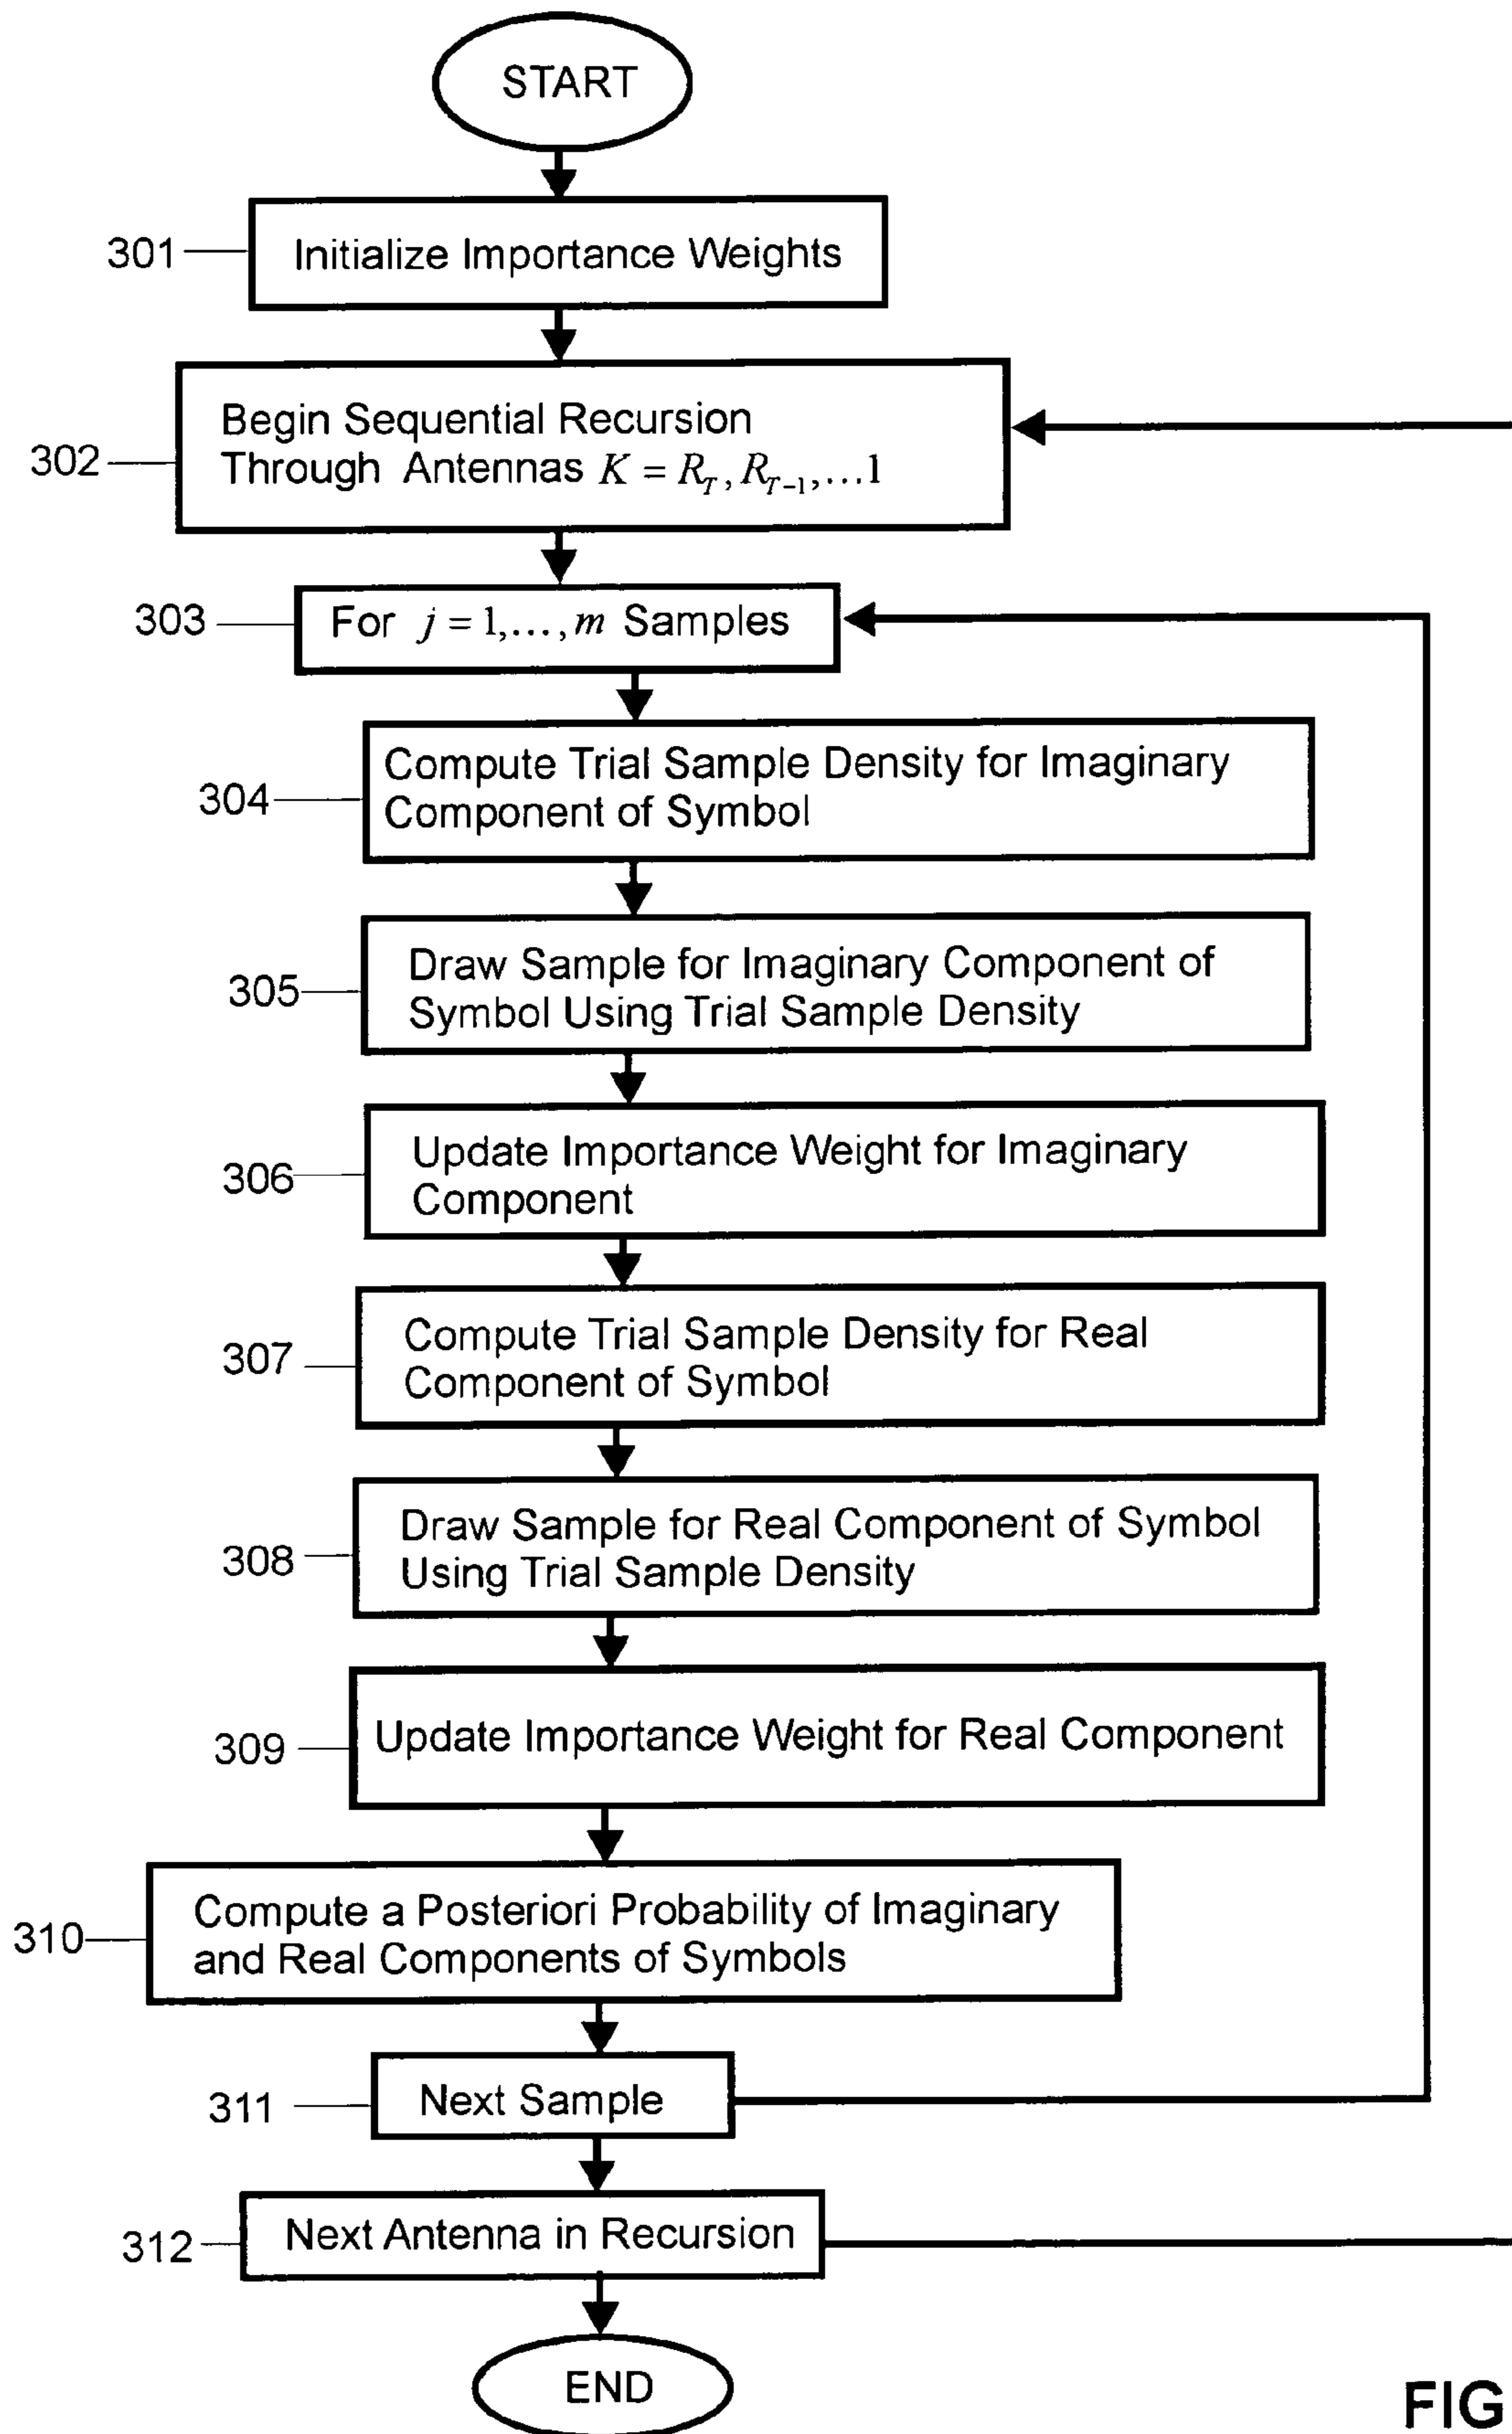 START
301
Initialize Importance Weights
302
Begin Sequential Recursion
Through Antennas K = R_T, R_{T-1}, ...1
303
For j = 1,..., m Samples
304
Compute Trial Sample Density for Imaginary
Component of Symbol
305
Draw Sample for Imaginary Component of
Symbol Using Trial Sample Density
306
Update Importance Weight for Imaginary
Component
307
Compute Trial Sample Density for Real
Component of Symbol
308
Draw Sample for Real Component of Symbol
Using Trial Sample Density
309
Update Importance Weight for Real Component
310
Compute a Posteriori Probability of Imaginary
and Real Components of Symbols
311
Next Sample
312
Next Antenna in Recursion
END
FIG